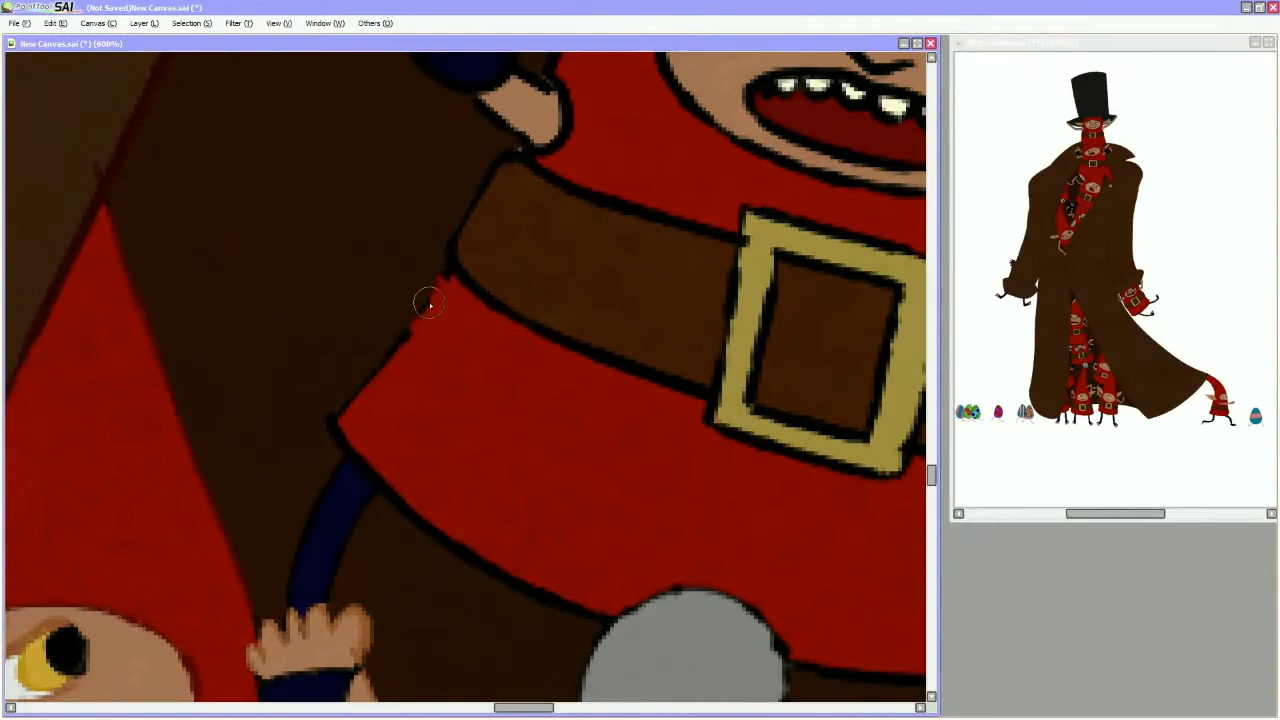 PaintTool SAI (Not Saved)New Canvas.sai (*)
File (F) Edit (E) Canvas (C) Layer (L) Selection (S) Filter (T) View (V) Window (W) Others (O)
New Canvas.sai (*) (600%)